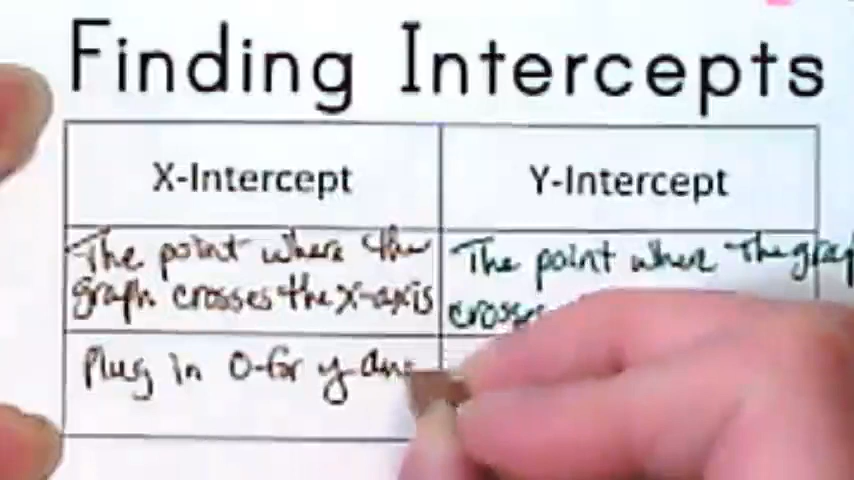 Finding Intercepts
X-Intercept
Y-Intercept
The point where the
graph crosses the x-axis
The point where the
crosses
Plug in 0 for y